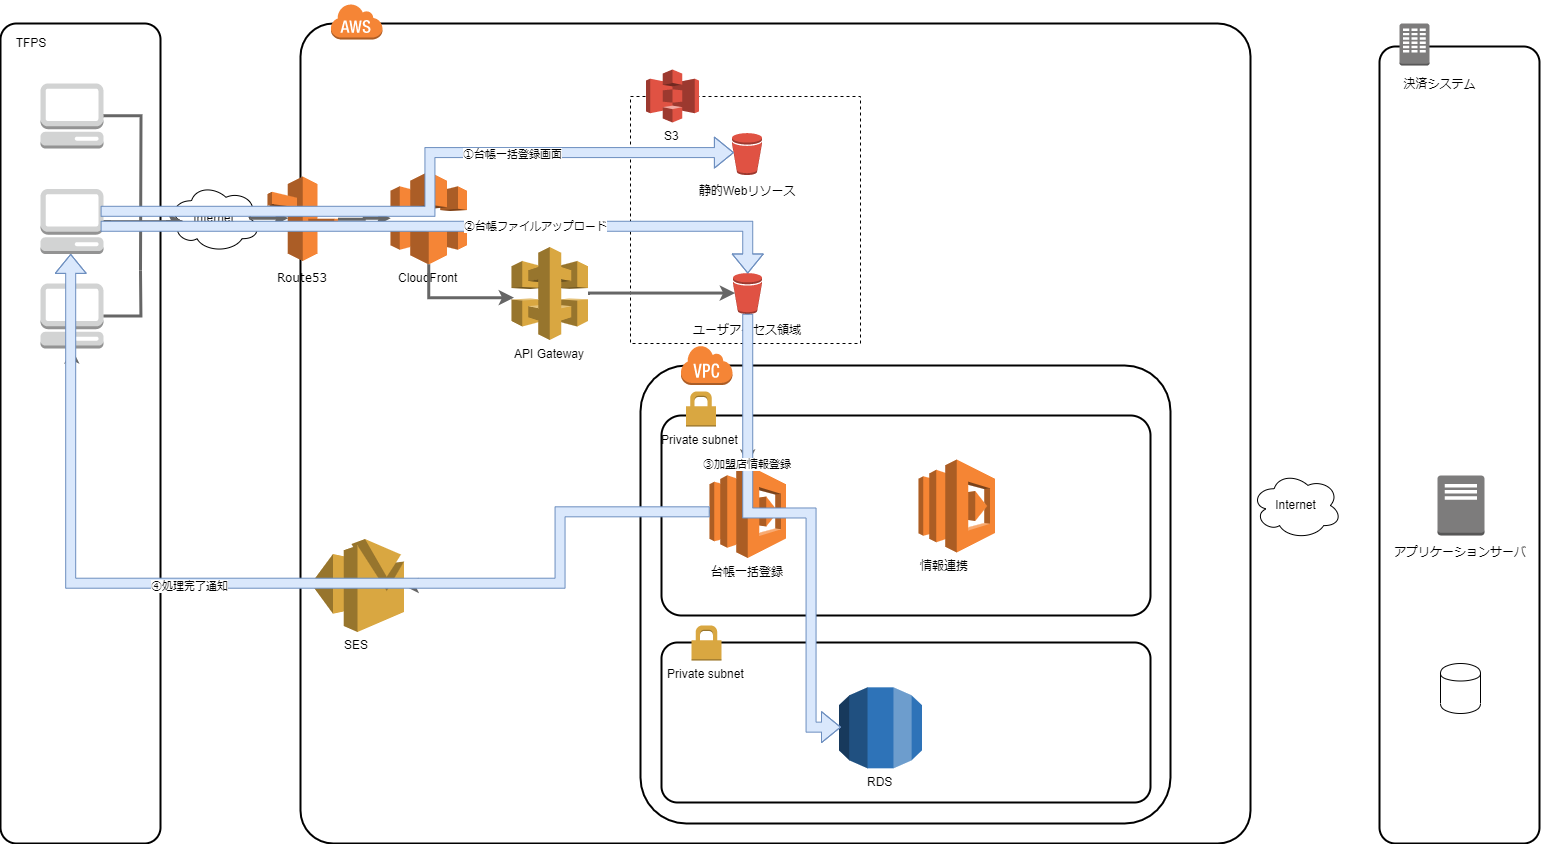 TFPS
AWS
決済システム
S3
①台帳一括登録画面
静的Webリソース
Internet
②台帳ファイルアップロード
Route53
CloudFront
ユーザアクセス領域
API Gateway
VPC
Private subnet
③加盟店情報登録
Internet
アプリケーションサーバ
台帳一括登録
情報連携
④処理完了通知
SES
Private subnet
RDS